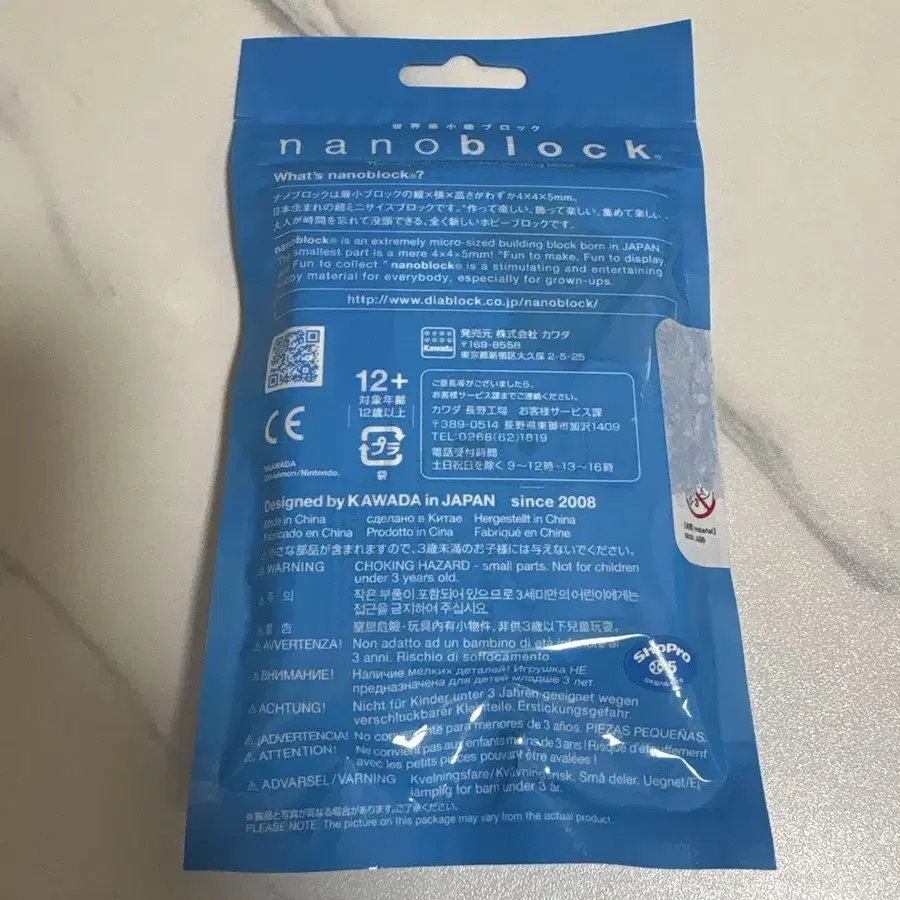 世界最小級ブロック
nanoblock®
What's nanoblock®?
ナノブロックは最小ブロックの縦×横×高さがわずか4×4×5mm。
日本生まれの超ミニサイズブロックです。"作って楽しい、飾って楽しい、集めて楽しい、
大人が時間を忘れて没頭できる、全く新しいホビーブロックです。
nanoblock® is an extremely micro-sized building block born in JAPAN.
The smallest part is a mere 4×4×5mm! "Fun to make, Fun to display
and Fun to collect." nanoblock® is a stimulating and entertaining
hobby material for everybody, especially for grown-ups.
http://www.diablock.co.jp/nanoblock/
Kawada
発売元 株式会社 カワダ
〒169-8558
東京都新宿区大久保 2-5-25
12+
対象年齢
12歳以上
プラ
袋
CE
ご意見等がございましたら、
お客様サービス課までご連絡ください。
カワダ 長野工場 お客様サービス課
〒389-0514 長野県東御市加沢1409
TEL:0268(62)1819
電話受付時間:
土日祝日を除く 9〜12時・13〜16時
KAWADA
/Nintendo.
Designed by KAWADA in JAPAN since 2008
Made in China сделано в Китае Hergestellt in China
Fabricado en China Prodotto in Cina Fabriqué en Chine
⚠小さな部品が含まれますので、3歳未満のお子様には与えないでください。
⚠WARNING CHOKING HAZARD - small parts. Not for children
under 3 years old.
⚠주 의 작은 부품이 포함되어 있으므로 3세미만의 어린이에게는
접근을 금지하여 주십시요.
⚠警告 窒息危險-玩具内有小物件, 非供3歳以下兒童玩耍.
⚠AVVERTENZA! Non adatto ad un bambino di età inferiore ai
3 anni. Rischio di soffocamento.
⚠ВНИМАНИЕ! Наличие мелких деталей! Игрушка НЕ
предназначена для детей младше 3 лет.
⚠ACHTUNG! Nicht für Kinder unter 3 Jahren geeignet wegen
verschluckbarer Kleinteile. Erstickungsgefahr.
⚠¡ADVERTENCIA! No conveniente para menores de 3 años. PIEZAS PEQUEÑAS.
⚠ATTENTION! Ne convient pas aux enfants moins de 3 ans! Risque d'étouffement
avec les petits pièces pouvent être avalées!
⚠ADVARSEL/VARNING Kvelningsfare/Kvävningsrisk. Små deler. Uegnet/Ej
lämplig for barn under 3 år.
※製品と写真が異なる場合があります。ご了承ください。
PLEASE NOTE: The picture on this package may vary from the actual product.
ShoPro